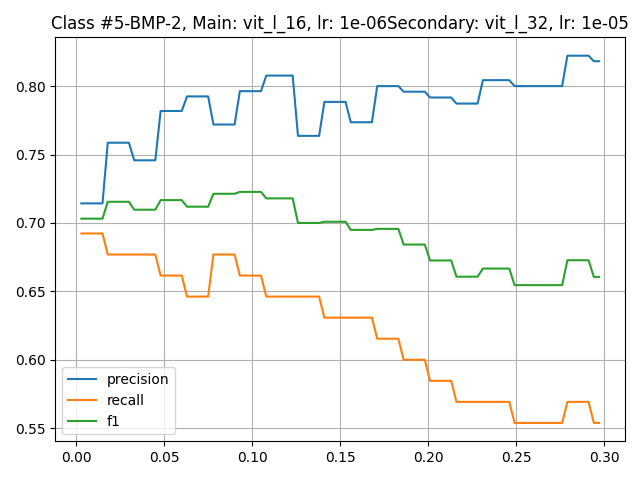 Class #5-BMP-2, Main: vit_l_16, lr: 1e-06Secondary: vit_l_32, lr: 1e-05
0.80
0.75
0.70
0.65
0.60
0.55
precision
recall
f1
0.00 0.05 0.10 0.15 0.20 0.25 0.30